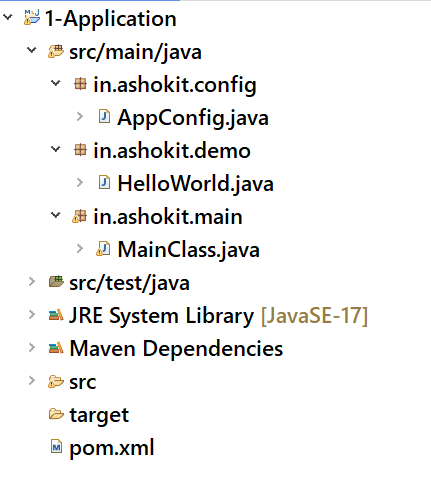 1-Application
src/main/java
in.ashokit.config
AppConfig.java
in.ashokit.demo
HelloWorld.java
in.ashokit.main
MainClass.java
src/test/java
JRE System Library [JavaSE-17]
Maven Dependencies
src
target
pom.xml